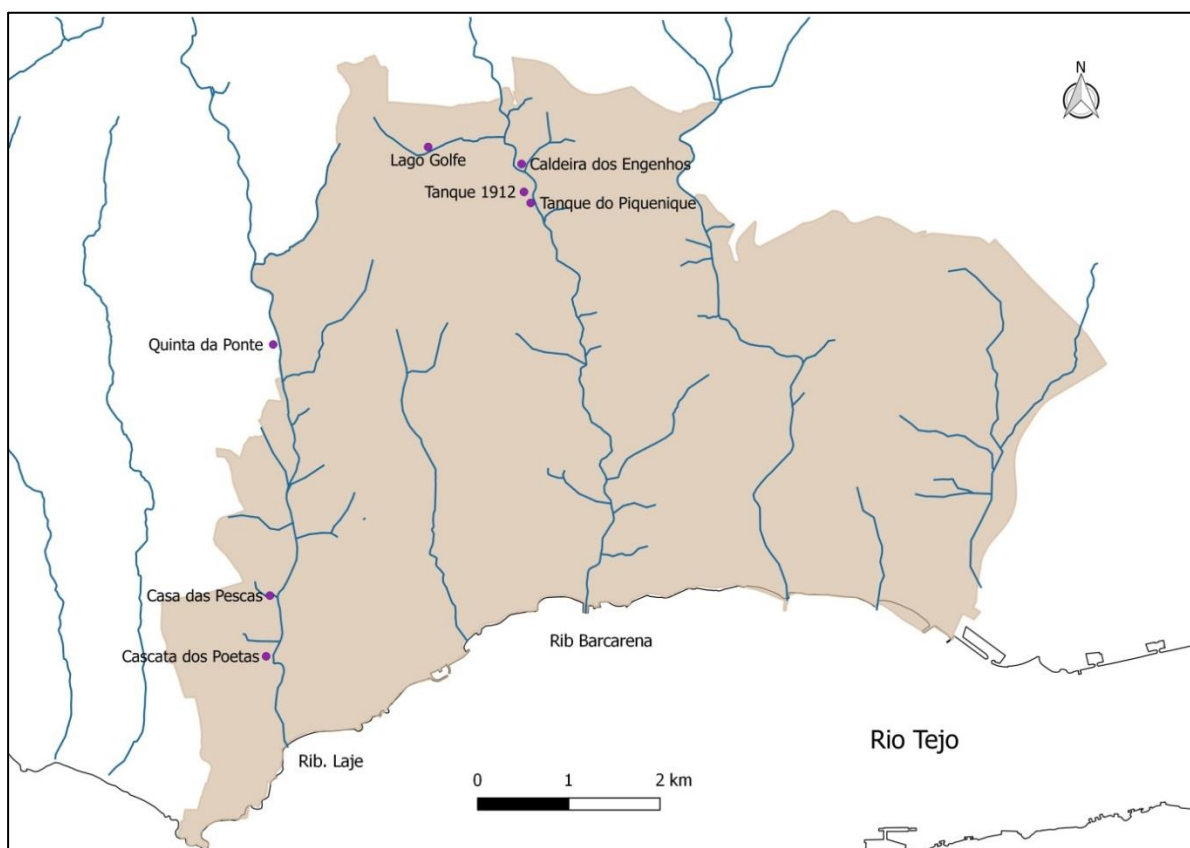 N
Lago Golfe
Caldeira dos Engenhos
Tanque 1912
Tanque do Piquenique
Quinta da Ponte
Casa das Pescas
Cascata dos Poetas
Rib Barcarena
Rib. Laje
Rio Tejo
0 1 2 km